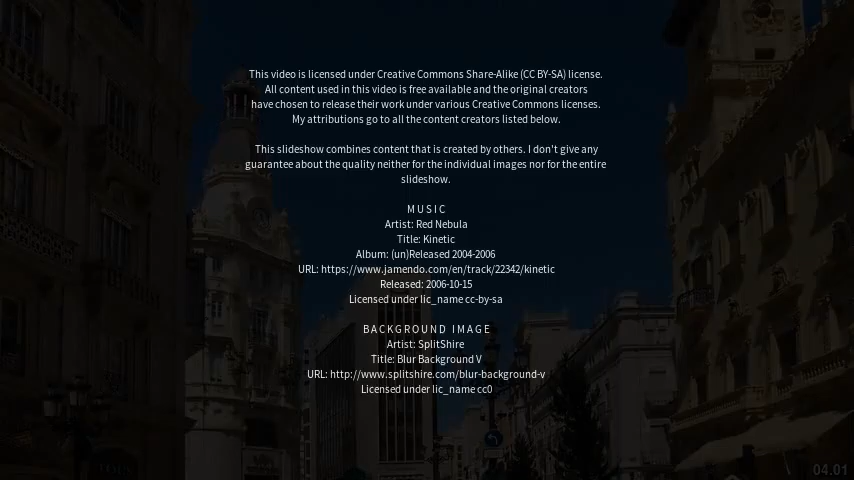 This video is licensed under Creative Commons Share-Alike (CC BY-SA) license.
All content used in this video is free available and the original creators
have chosen to release their work under various Creative Commons licenses.
My attributions go to all the content creators listed below.
This slideshow combines content that is created by others. I don't give any
guarantee about the quality neither for the individual images nor for the entire
slideshow.
MUSIC
Artist: Red Nebula
Title: Kinetic
Album: (un)Released 2004-2006
URL: https://www.jamendo.com/en/track/22342/kinetic
Released: 2006-10-15
Licensed under lic_name cc-by-sa
BACKGROUND IMAGE
Artist: SplitShire
Title: Blur Background V
URL: http://www.splitshire.com/blur-background-v
Licensed under lic_name cc0
04.01